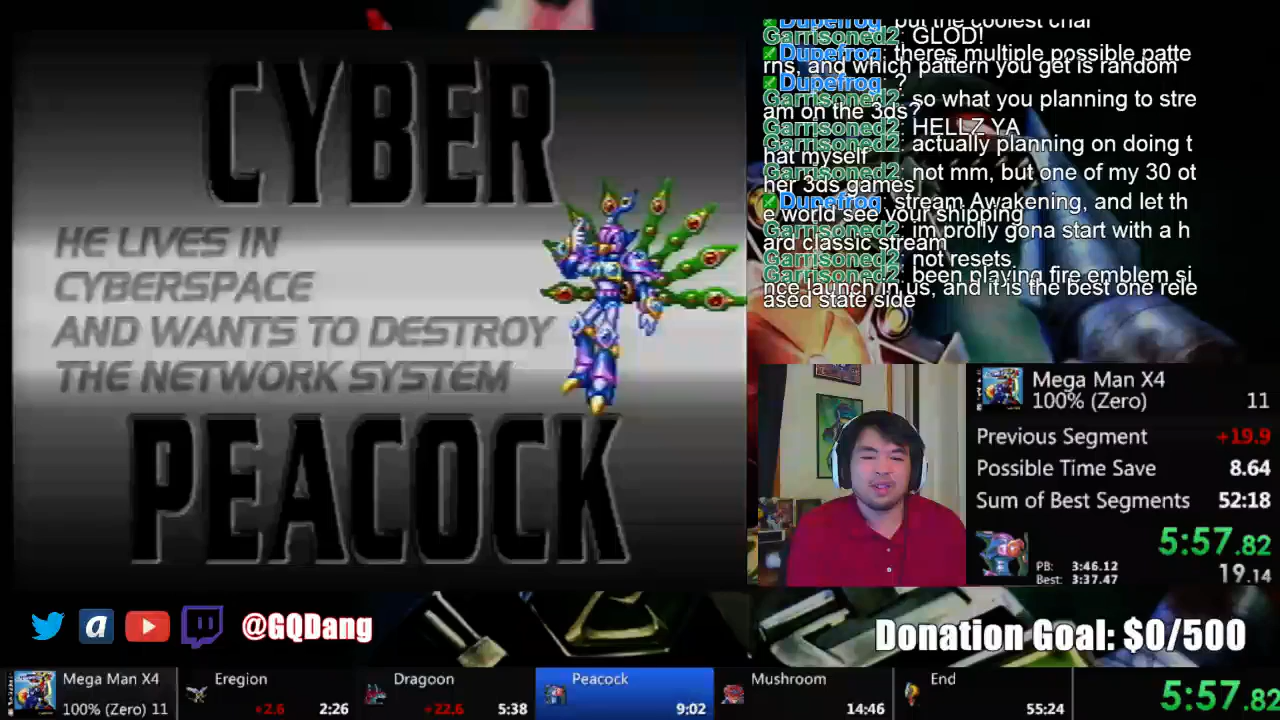 CYBER
HE LIVES IN
CYBERSPACE
AND WANTS TO DESTROY
THE NETWORK SYSTEM
PEACOCK
Dupefrog: but the coolest char
Garrisoned2: GLOD!
Dupefrog: theres multiple possible patte
rns, and which pattern you get is random
Dupefrog: ?
Garrisoned2: so what you planning to stre
am on the 3ds?
Garrisoned2: HELLZ YA
Garrisoned2: actually planning on doing t
hat myself
Garrisoned2: not mm, but one of my 30 ot
her 3ds games
Dupefrog: stream Awakening, and let th
e world see your shipping
Garrisoned2: im prolly gona start with a h
ard classic stream
Garrisoned2: not resets
Garrisoned2: been playing fire emblem si
nce launch in us, and it is the best one rele
ased state side
Mega Man X4
100% (Zero) 11
Previous Segment +19.9
Possible Time Save 8.64
Sum of Best Segments 52:18
5:57.82
PB: 3:46.12
Best: 3:37.47
19.14
a
@GQDang
Donation Goal: $0/500
Mega Man X4
100% (Zero) 11
Eregion
+2.6 2:26
Dragoon
+22.6 5:38
Peacock
9:02
Mushroom
14:46
End
55:24
5:57.82